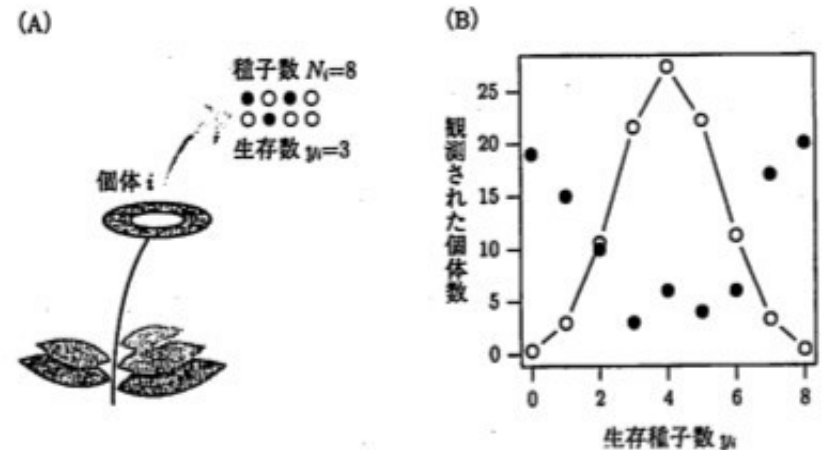 (A)
種子数 Nᵢ=8
生存数 yᵢ=3
個体 i
(B)
観測された個体数
25
20
15
10
5
0
0 2 4 6 8
生存種子数 yᵢ